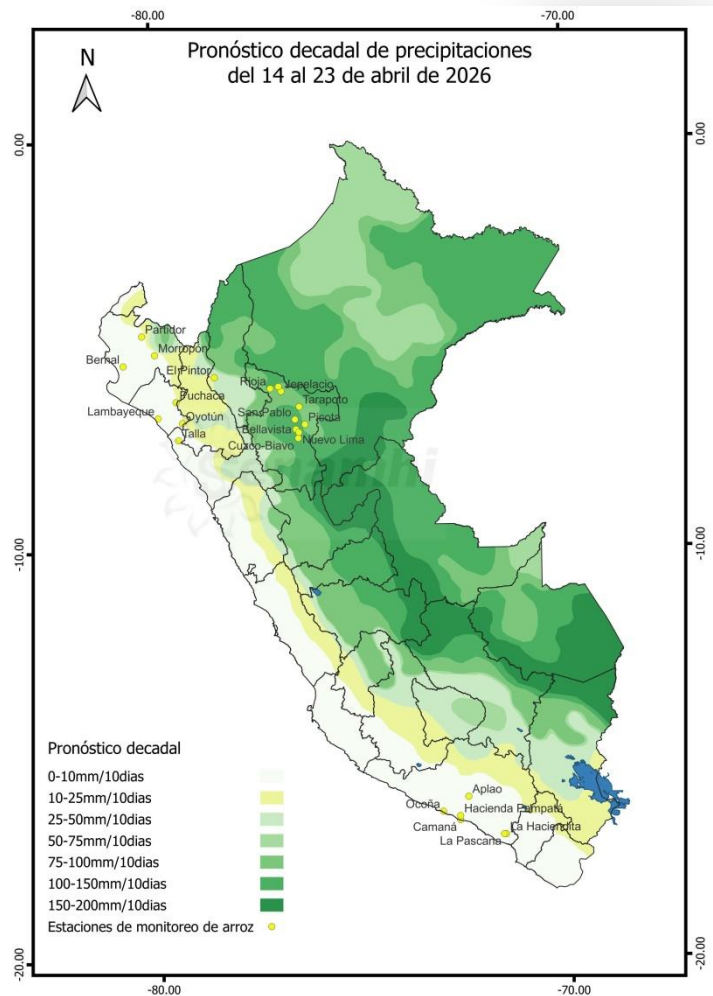 -80.00
-70.00
Pronóstico decadal de precipitaciones
del 14 al 23 de abril de 2026
N
0.00
0.00
Partidor
Morropón
Bernal
El Pintor
Rioja
Jepelacio
Puchaca
Tarapoto
Lambayeque
Oyotún
San Pablo
Picota
Talla
Bellavista
Nuevo Lima
Cuzco-Biavo
Senamhi
-10.00
-10.00
Pronóstico decadal
0-10mm/10dias
10-25mm/10dias
25-50mm/10dias
50-75mm/10dias
75-100mm/10dias
100-150mm/10dias
150-200mm/10dias
Estaciones de monitoreo de arroz
Aplao
Ocoña
Hacienda Pampatá
Camaná
La Haciendita
La Pascana
-20.00
-20.00
-80.00
-70.00